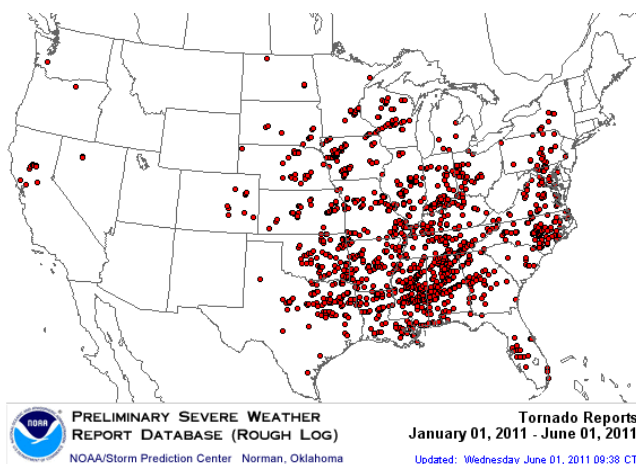 NOAA
PRELIMINARY SEVERE WEATHER
REPORT DATABASE (ROUGH LOG)
NOAA/Storm Prediction Center Norman, Oklahoma
Tornado Reports
January 01, 2011 - June 01, 2011
Updated: Wednesday June 01, 2011 09:38 CT